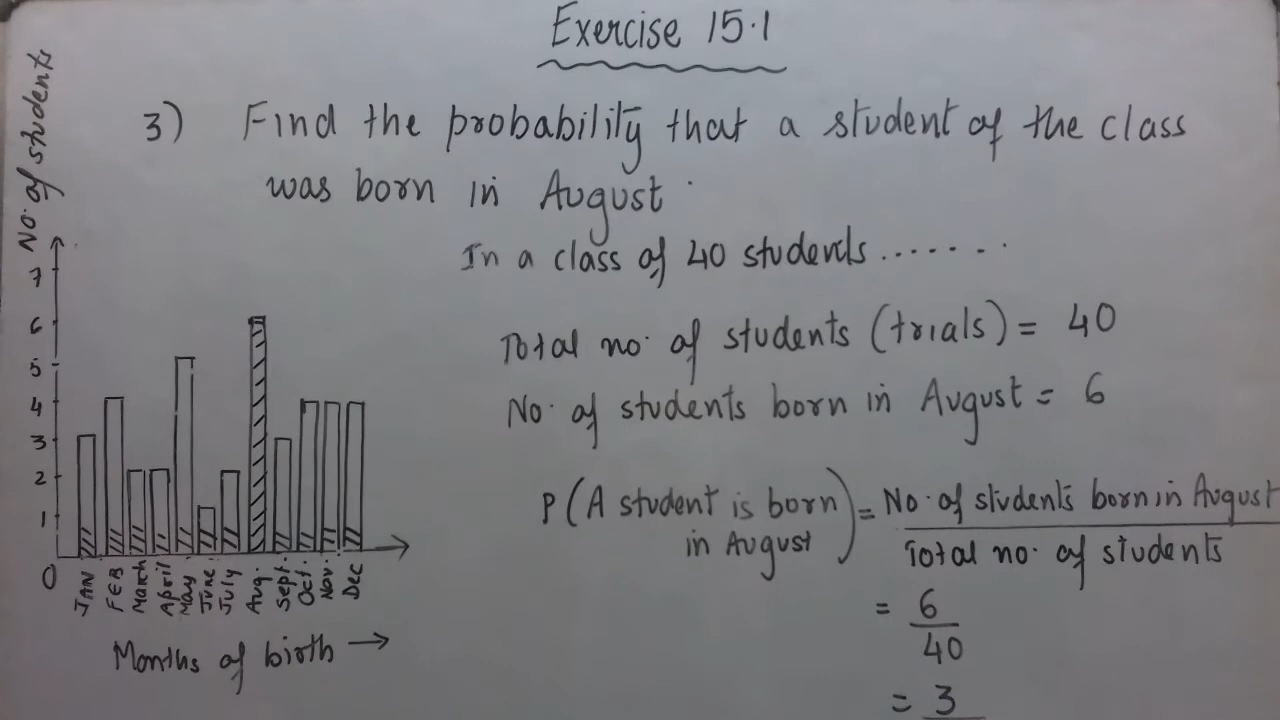 Exercise 15.1
3) Find the probability that a student of the class
was born in August.
In a class of 40 students.......
Total no. of students (trials) = 40
No. of students born in August = 6
P (A student is born in August) = No. of students born in August
Total no. of students
= 6
40
= 3
No. of students
7
6
5
4
3
2
1
0
JAN FEB March April May June July Aug. Sept. Oct. Nov. Dec
Months of birth →